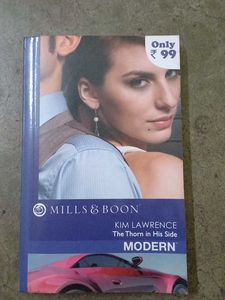 Only
₹ 99
MILLS & BOON
KIM LAWRENCE
The Thorn in His Side
MODERN